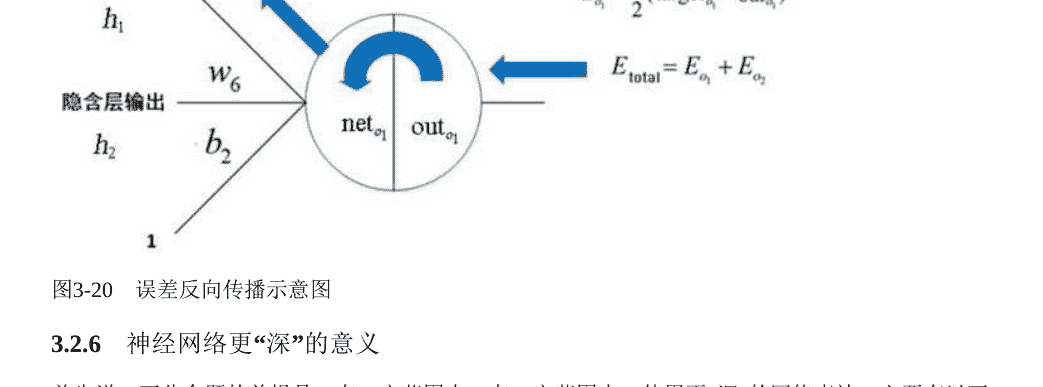 h₁
w₆
E_total = E_o₁ + E_o₂
隐含层输出
net_o₁ out_o₁
h₂
b₂
1
图3-20 误差反向传播示意图
3.2.6 神经网络更“深”的意义